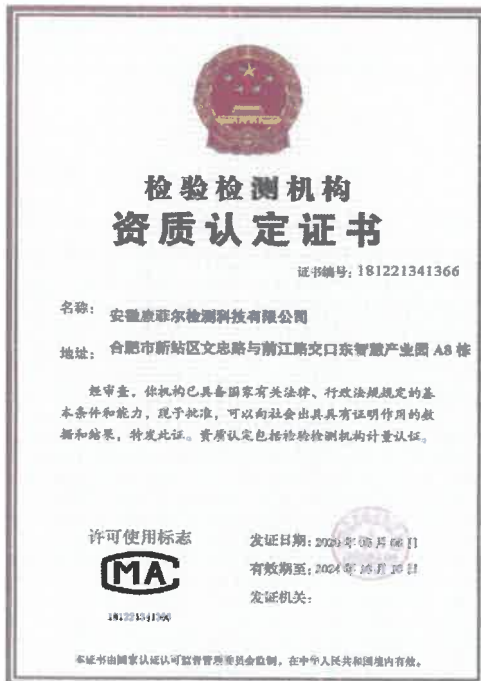 检验检测机构
资质认定证书
证书编号：181221341366
名称：安徽康菲尔检测科技有限公司
地址：合肥市新站区文忠路与前江路交口东智慧产业园 A8 栋
经审查，你机构已具备国家有关法律、行政法规规定的基
本条件和能力，现予批准，可以向社会出具具有证明作用的数
据和结果，特发此证。资质认定包括检验检测机构计量认证。
许可使用标志
MA
181221341366
发证日期：
有效期至：
发证机关：
本证书由国家认证认可监督管理委员会监制，在中华人民共和国境内有效。